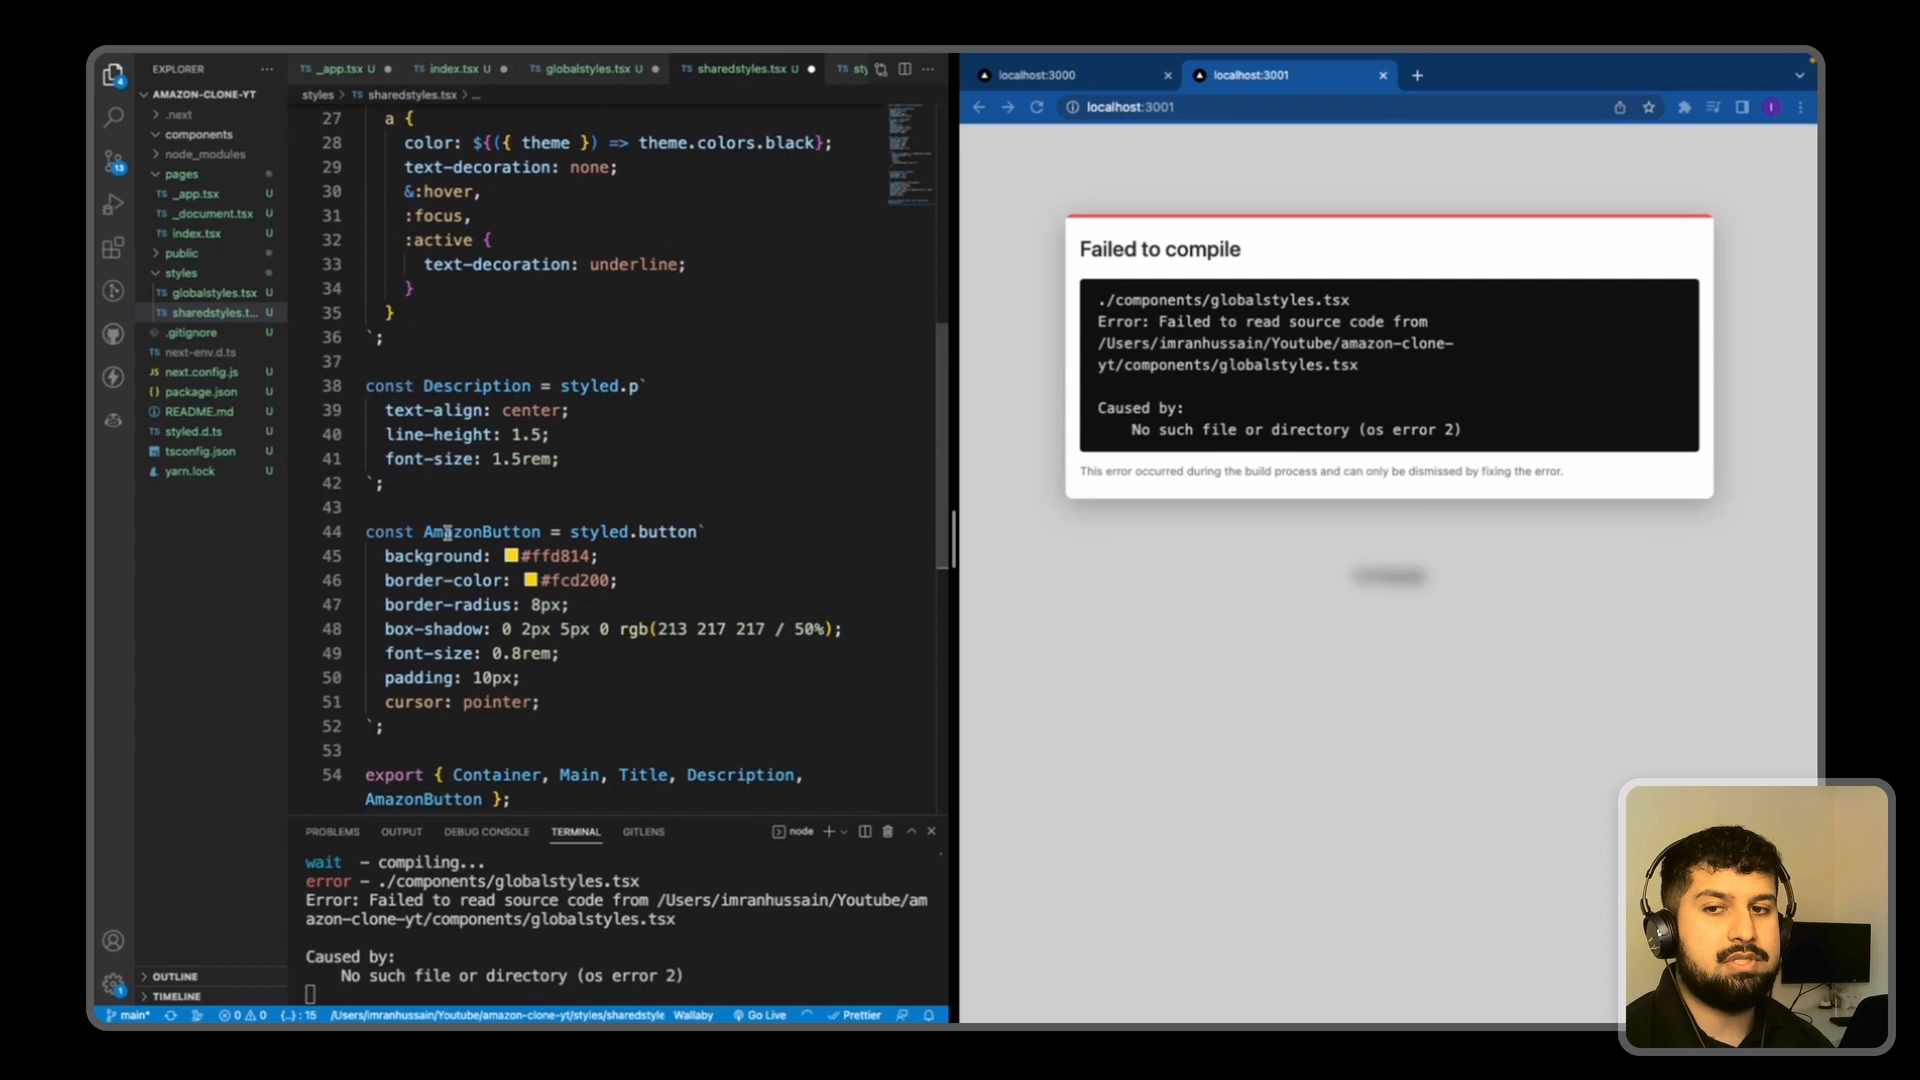 EXPLORER
AMAZON-CLONE-YT
.next
components
node_modules
pages
_app.tsx U
_document.tsx U
index.tsx U
public
styles
globalstyles.tsx U
sharedstyles.t... U
.gitignore U
next-env.d.ts
next.config.js U
package.json U
README.md U
styled.d.ts U
tsconfig.json U
yarn.lock U
OUTLINE
TIMELINE
4
13
1
TS _app.tsx U TS index.tsx U TS globalstyles.tsx U TS sharedstyles.tsx U TS sty
styles > TS sharedstyles.tsx > ...
27 a {
28 color: ${({ theme }) => theme.colors.black};
29 text-decoration: none;
30 &:hover,
31 :focus,
32 :active {
33 text-decoration: underline;
34 }
35 }
36 `;
37
38 const Description = styled.p`
39 text-align: center;
40 line-height: 1.5;
41 font-size: 1.5rem;
42 `;
43
44 const AmazonButton = styled.button`
45 background: #ffd814;
46 border-color: #fcd200;
47 border-radius: 8px;
48 box-shadow: 0 2px 5px 0 rgb(213 217 217 / 50%);
49 font-size: 0.8rem;
50 padding: 10px;
51 cursor: pointer;
52 `;
53
54 export { Container, Main, Title, Description,
AmazonButton };
PROBLEMS OUTPUT DEBUG CONSOLE TERMINAL GITLENS node
wait - compiling...
error - ./components/globalstyles.tsx
Error: Failed to read source code from /Users/imranhussain/Youtube/am
azon-clone-yt/components/globalstyles.tsx
Caused by:
No such file or directory (os error 2)
main* 0 0 {..} : 15 /Users/imranhussain/Youtube/amazon-clone-yt/styles/sharedstyle Wallaby Go Live Prettier
localhost:3000 localhost:3001
localhost:3001
I
Failed to compile
./components/globalstyles.tsx
Error: Failed to read source code from
/Users/imranhussain/Youtube/amazon-clone-
yt/components/globalstyles.tsx
Caused by:
No such file or directory (os error 2)
This error occurred during the build process and can only be dismissed by fixing the error.